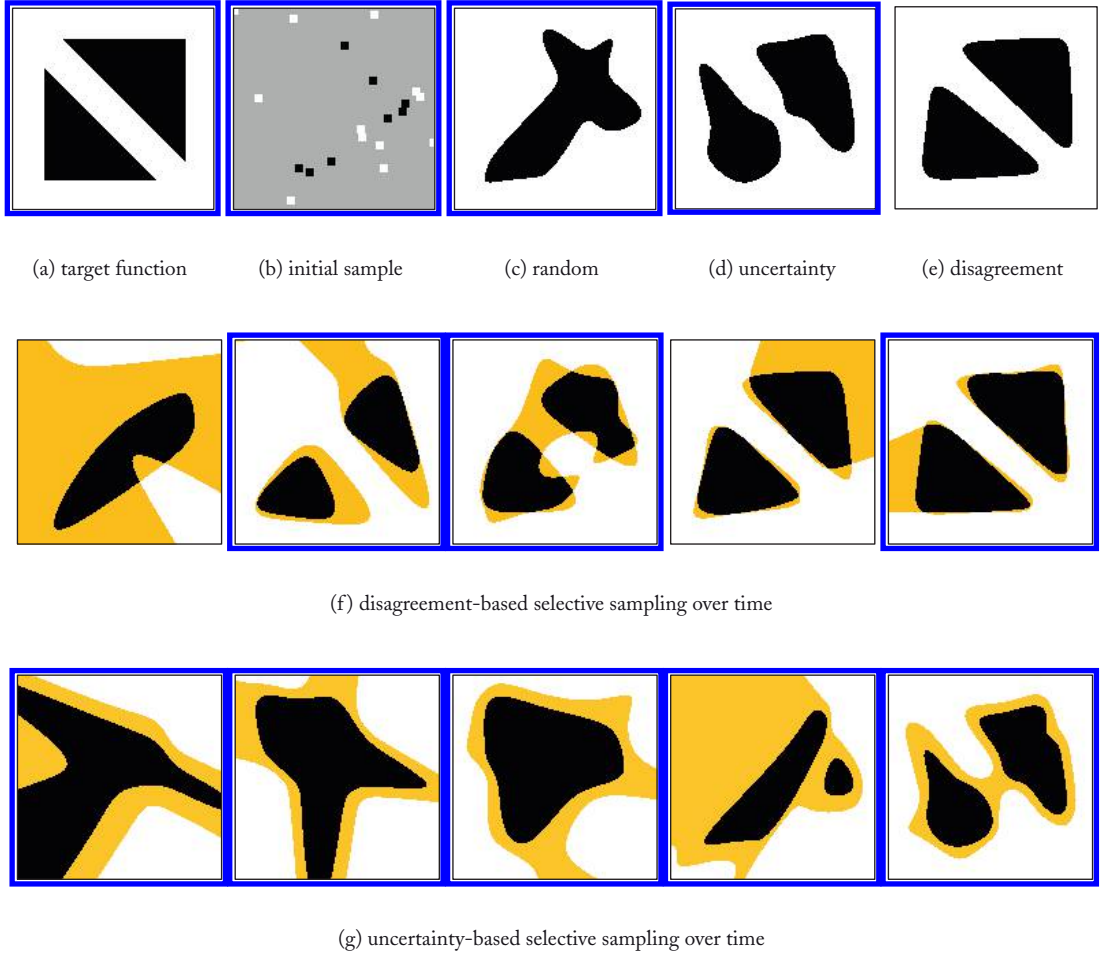 (a) target function
(b) initial sample
(c) random
(d) uncertainty
(e) disagreement
(f) disagreement-based selective sampling over time
(g) uncertainty-based selective sampling over time